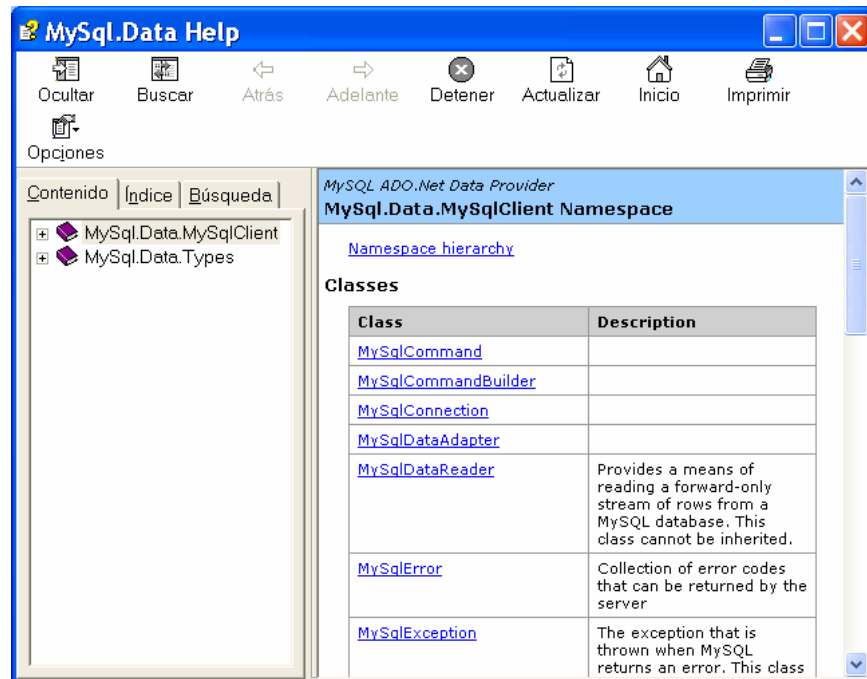 MySql.Data Help
Ocultar Buscar Atrás Adelante Detener Actualizar Inicio Imprimir
Opciones
Contenido Índice Búsqueda
MySql.Data.MySqlClient
MySql.Data.Types
MySQL ADO.Net Data Provider
MySql.Data.MySqlClient Namespace
Namespace hierarchy
Classes
Class Description
MySqlCommand
MySqlCommandBuilder
MySqlConnection
MySqlDataAdapter
MySqlDataReader Provides a means of
reading a forward-only
stream of rows from a
MySQL database. This
class cannot be inherited.
MySqlError Collection of error codes
that can be returned by the
server
MySqlException The exception that is
thrown when MySQL
returns an error. This class